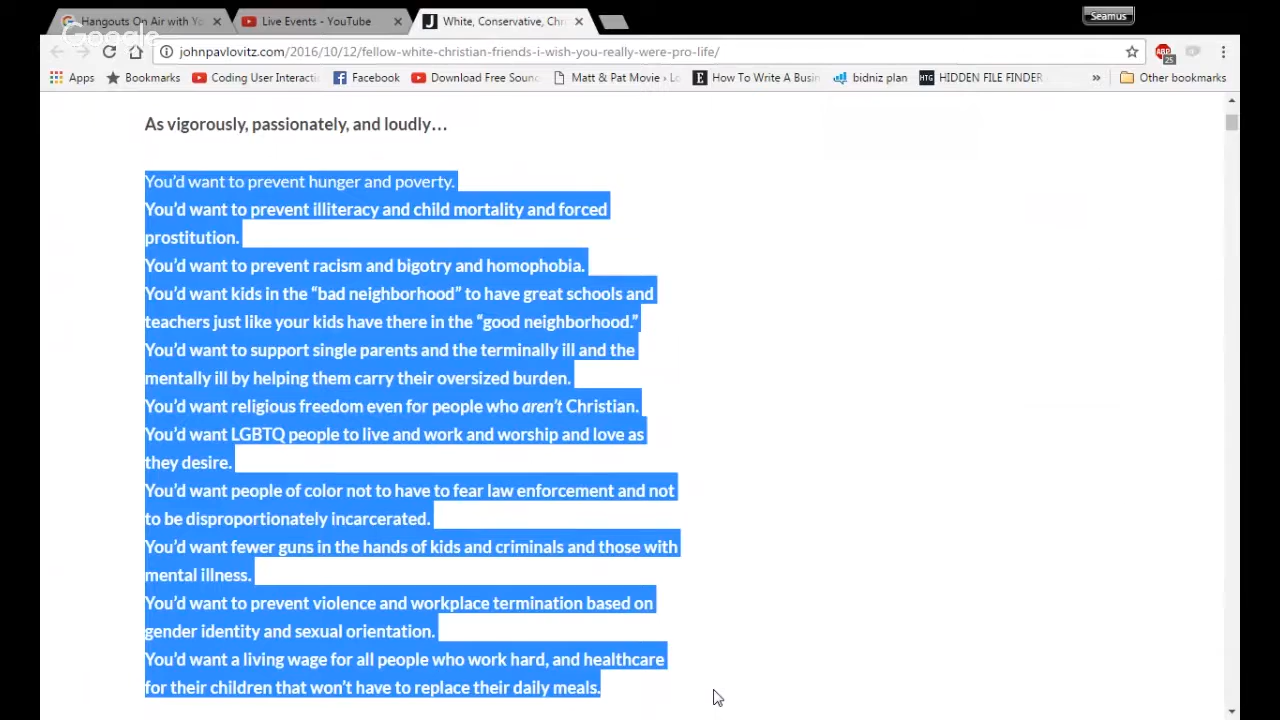 Seamus
Hangouts On Air with Yo
Live Events - YouTube
White, Conservative, Chri
Google
johnpavlovitz.com/2016/10/12/fellow-white-christian-friends-i-wish-you-really-were-pro-life/
ABP
25
Apps
Bookmarks
Coding User Interacti
Facebook
Download Free Soun
Matt & Pat Movie › Lo
How To Write A Busin
bidniz plan
HTG
HIDDEN FILE FINDER
»
Other bookmarks
As vigorously, passionately, and loudly…
You’d want to prevent hunger and poverty.
You’d want to prevent illiteracy and child mortality and forced
prostitution.
You’d want to prevent racism and bigotry and homophobia.
You’d want kids in the “bad neighborhood” to have great schools and
teachers just like your kids have there in the “good neighborhood.”
You’d want to support single parents and the terminally ill and the
mentally ill by helping them carry their oversized burden.
You’d want religious freedom even for people who aren’t Christian.
You’d want LGBTQ people to live and work and worship and love as
they desire.
You’d want people of color not to have to fear law enforcement and not
to be disproportionately incarcerated.
You’d want fewer guns in the hands of kids and criminals and those with
mental illness.
You’d want to prevent violence and workplace termination based on
gender identity and sexual orientation.
You’d want a living wage for all people who work hard, and healthcare
for their children that won’t have to replace their daily meals.